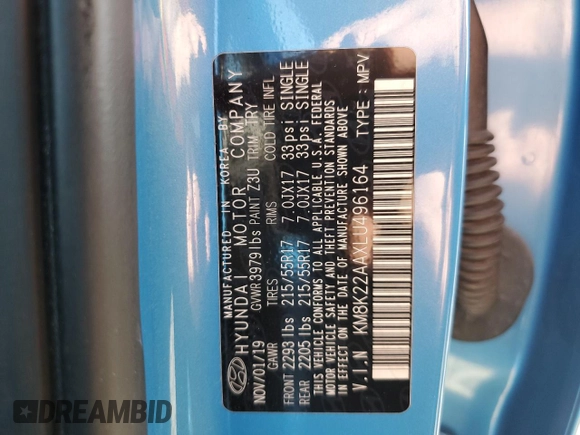 MANUFACTURED IN KOREA BY
HYUNDAI MOTOR COMPANY
NOV/01/19 GVWR 3979 lbs PAINT Z3U TRIM TRY
GAWR TIRES RIMS COLD TIRE INFL
FRONT 2293 lbs 215/55R17 7.0JX17 33psi SINGLE
REAR 2205 lbs 215/55R17 7.0JX17 33psi SINGLE
THIS VEHICLE CONFORMS TO ALL APPLICABLE U.S.A. FEDERAL
MOTOR VEHICLE SAFETY AND THEFT PREVENTION STANDARDS
IN EFFECT ON THE DATE OF MANUFACTURE SHOWN ABOVE
V.I.N KM8K22AAXLU496164 TYPE : MPV
DREAMBID